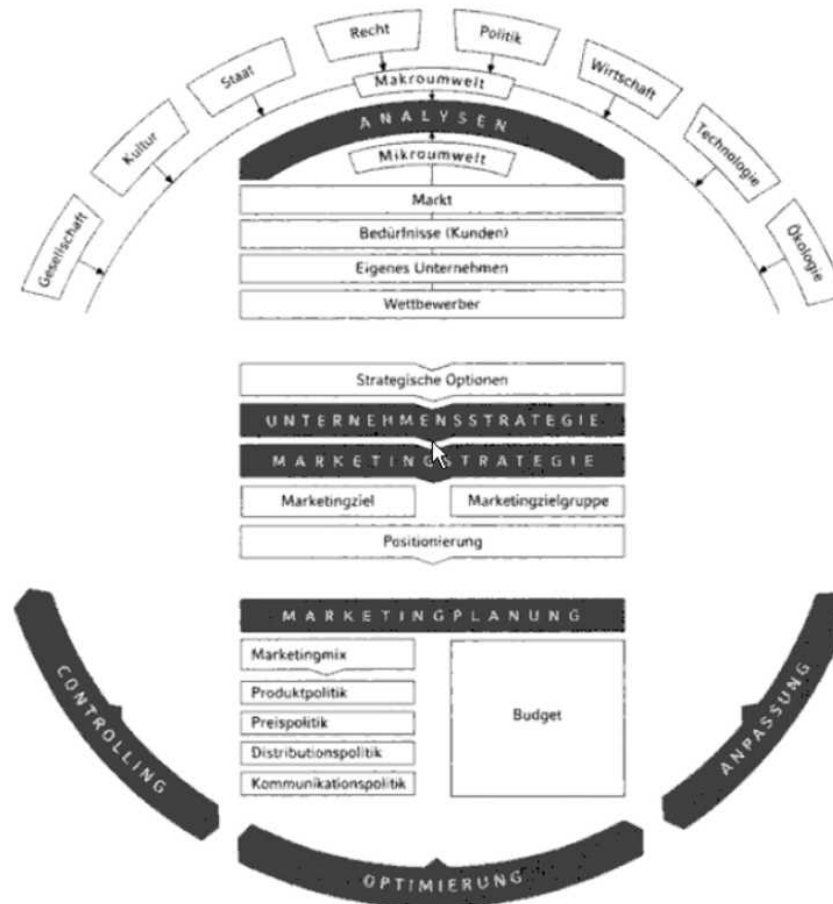 Recht
Politik
Staat
Wirtschaft
Kultur
Technologie
Gesellschaft
Ökologie
Makroumwelt
ANALYSEN
Mikroumwelt
Markt
Bedürfnisse (Kunden)
Eigenes Unternehmen
Wettbewerber
Strategische Optionen
UNTERNEHMENSSTRATEGIE
MARKETINGSTRATEGIE
Marketingziel
Marketingzielgruppe
Positionierung
MARKETINGPLANUNG
Marketingmix
Produktpolitik
Preispolitik
Distributionspolitik
Kommunikationspolitik
Budget
CONTROLLING
OPTIMIERUNG
ANPASSUNG